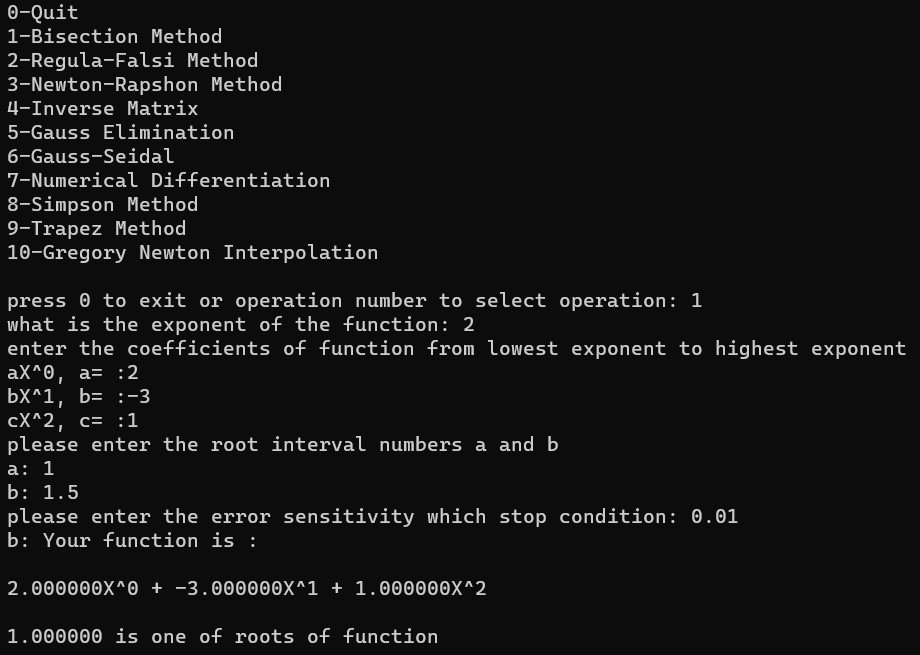 0-Quit
1-Bisection Method
2-Regula-Falsi Method
3-Newton-Rapshon Method
4-Inverse Matrix
5-Gauss Elimination
6-Gauss-Seidal
7-Numerical Differentiation
8-Simpson Method
9-Trapez Method
10-Gregory Newton Interpolation
press 0 to exit or operation number to select operation: 1
what is the exponent of the function: 2
enter the coefficients of function from lowest exponent to highest exponent
aX^0, a= :2
bX^1, b= :-3
cX^2, c= :1
please enter the root interval numbers a and b
a: 1
b: 1.5
please enter the error sensitivity which stop condition: 0.01
b: Your function is :
2.000000X^0 + -3.000000X^1 + 1.000000X^2
1.000000 is one of roots of function